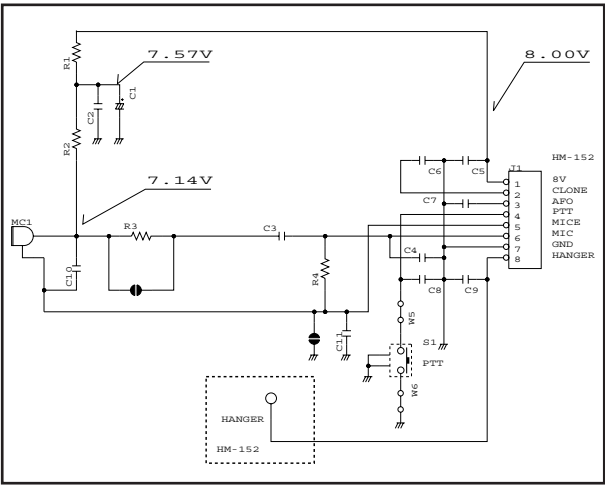 7.57V
8.00V
R1
C2
C1
R2
7.14V
HM-152
C6
C5
J1
MC1
R3
C3
C7
1
2
3
4
5
6
7
8
8V
CLONE
AFO
PTT
MICE
MIC
GND
HANGER
C10
R4
C4
C8
C9
C11
W5
S1
PTT
W6
HANGER
HM-152